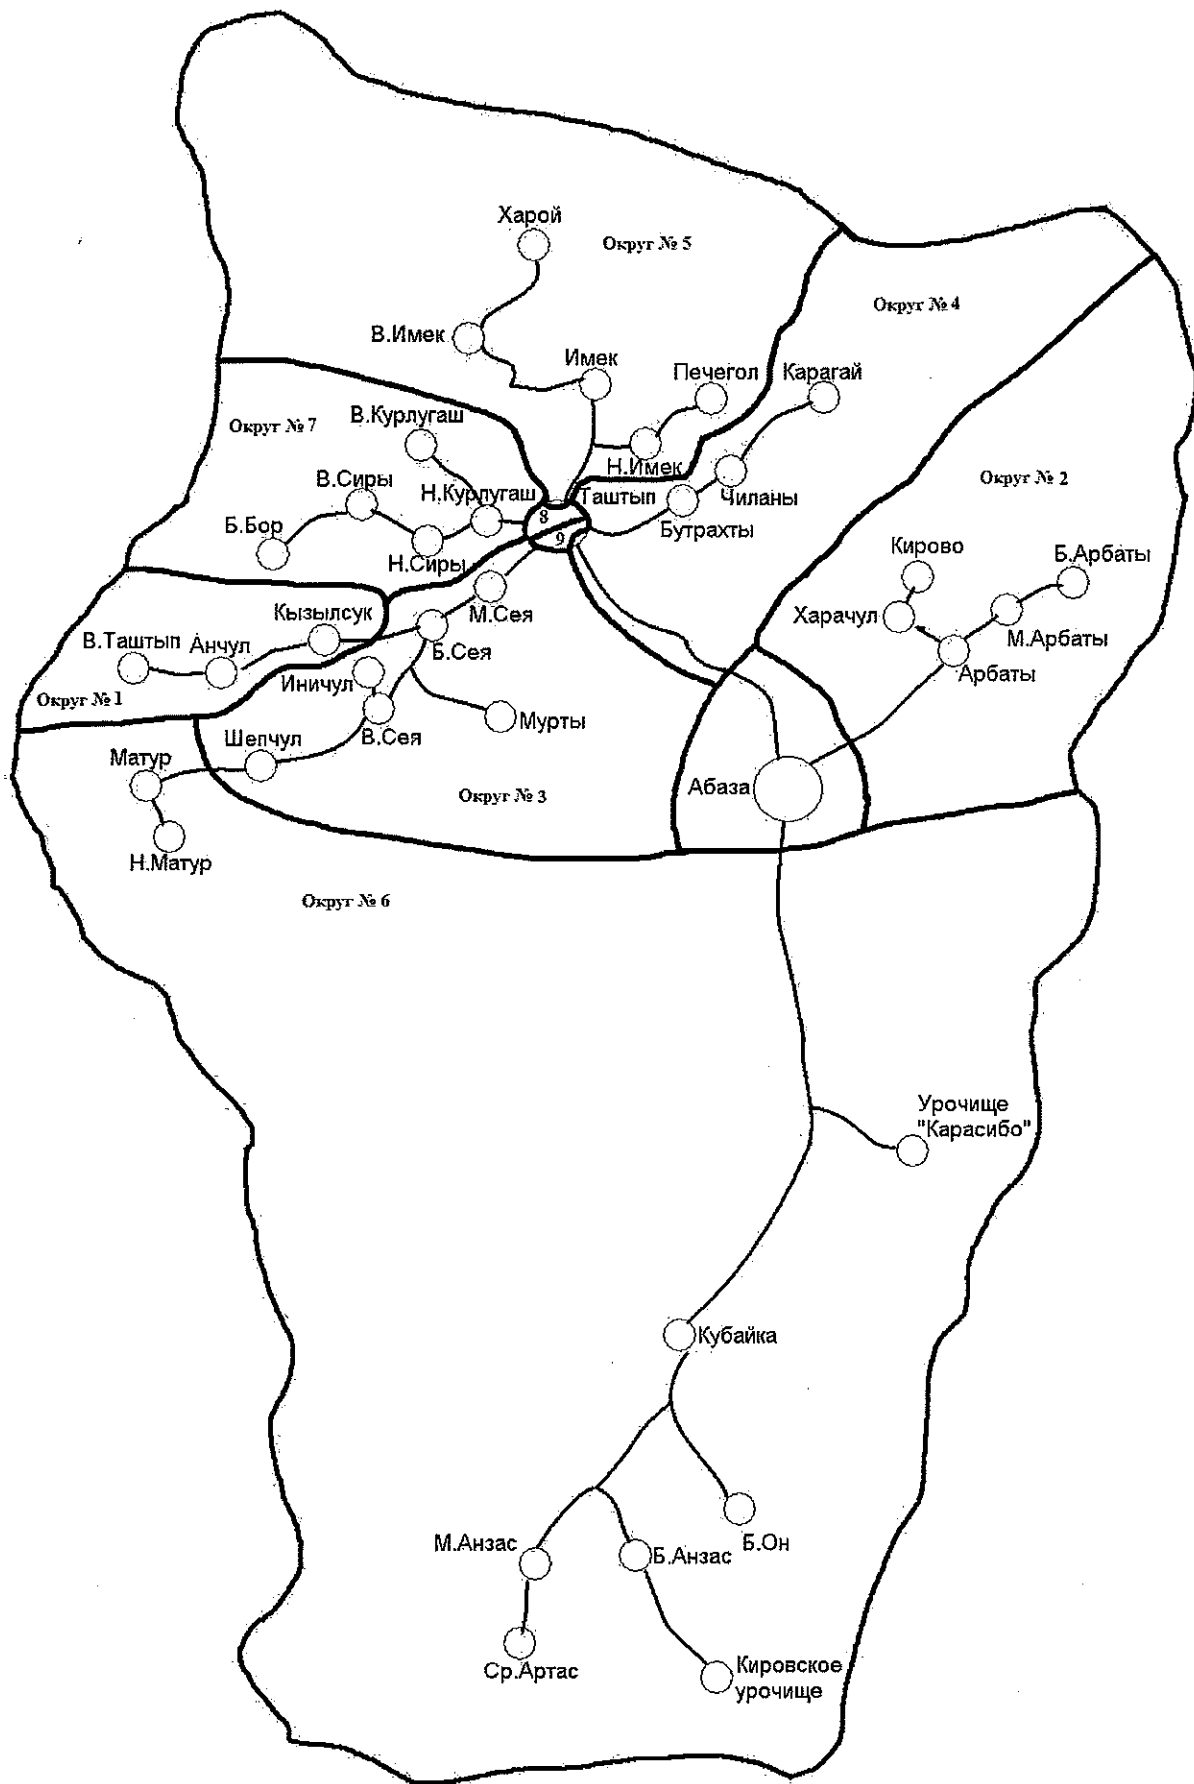 Харой
Округ № 5
Округ № 4
В.Имек
Имек
Печегол
Карагай
В.Курлугаш
Округ № 7
Н.Имек
В.Сиры
Н.Курлугаш
Таштып
Чиланы
Округ № 2
8
Бутрахты
Б.Бор
9
Н.Сиры
Кирово
Б.Арбаты
М.Сея
Кызылсук
Харачул
М.Арбаты
В.Таштып
Анчул
Б.Сея
Арбаты
Иничул
Округ № 1
Мурты
В.Сея
Шепчул
Матур
Абаза
Округ № 3
Н.Матур
Округ № 6
Урочище
"Карасибо"
Кубайка
М.Анзас
Б.Анзас
Б.Он
Ср.Артас
Кировское
урочище